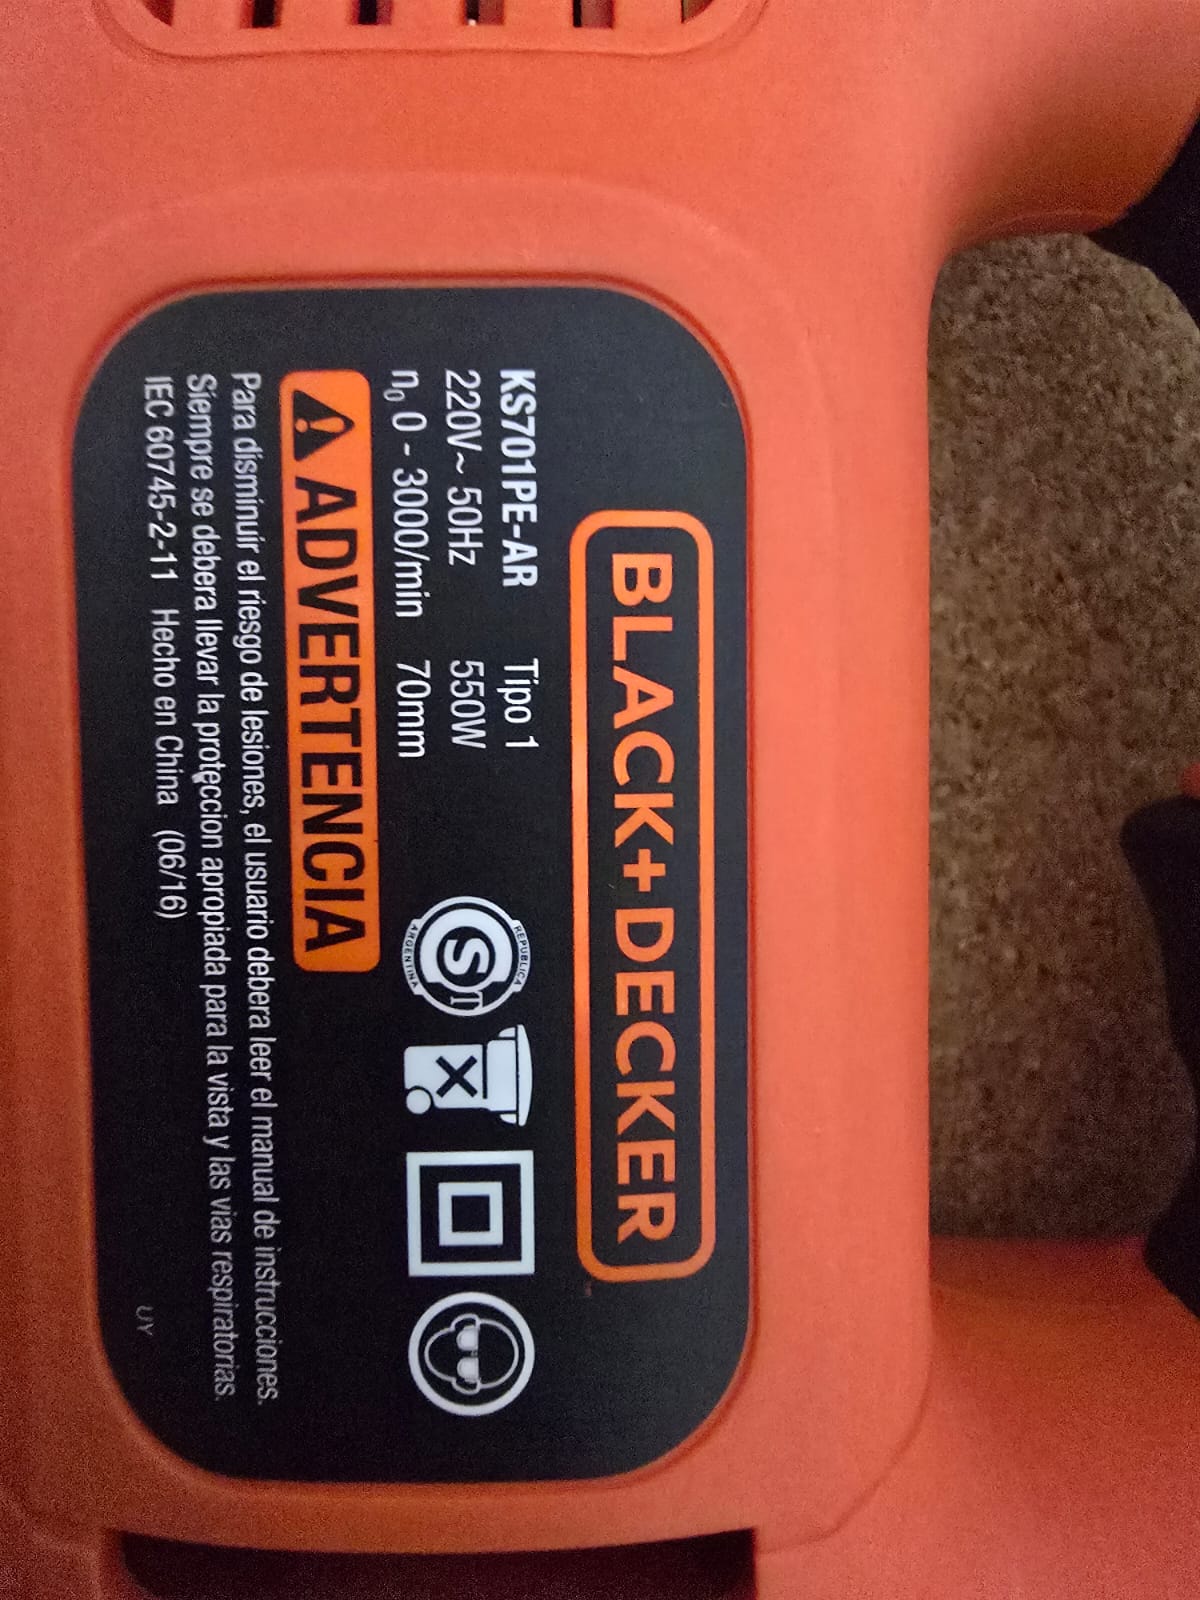 BLACK+DECKER
KS701PE-AR Tipo 1
220V~ 50Hz 550W
n₀ 0 - 3000/min 70mm
REPUBLICA
S
ARGENTINA
ADVERTENCIA
Para disminuir el riesgo de lesiones, el usuario debera leer el manual de instrucciones.
Siempre se debera llevar la proteccion apropiada para la vista y las vias respiratorias.
IEC 60745-2-11 Hecho en China (06/16)
UY